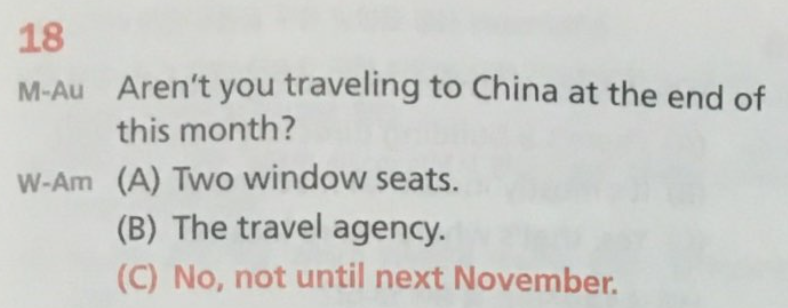 18
M-Au Aren't you traveling to China at the end of
this month?
W-Am (A) Two window seats.
(B) The travel agency.
(C) No, not until next November.